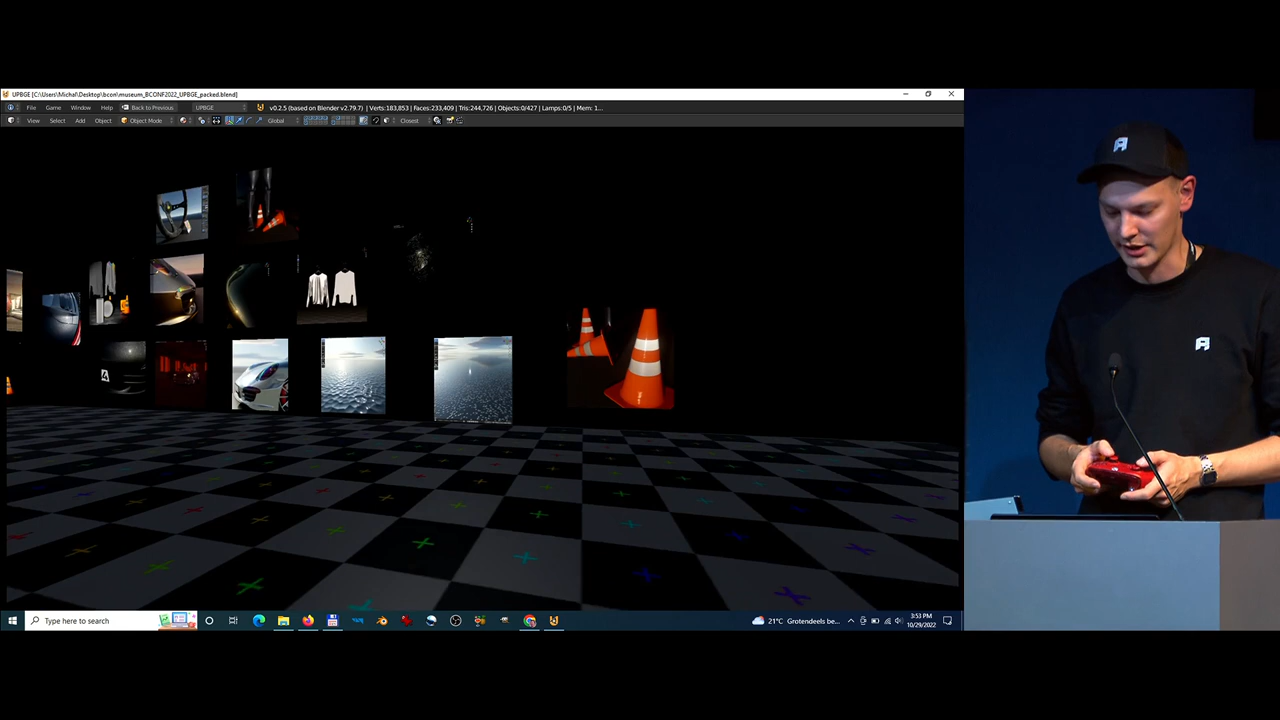 UPBGE [C:\Users\Michal\Desktop\bcon\museum_BCONF2022_UPBGE_packed.blend]
File Game Window Help Back to Previous UPBGE v0.2.5 (based on Blender v2.79.7) | Verts:183,853 | Faces:233,409 | Tris:244,726 | Objects:0/427 | Lamps:0/5 | Mem: 1...
View Select Add Object Object Mode Global Closest
Type here to search
21°C Grotendeels be...
3:53 PM
10/29/2022